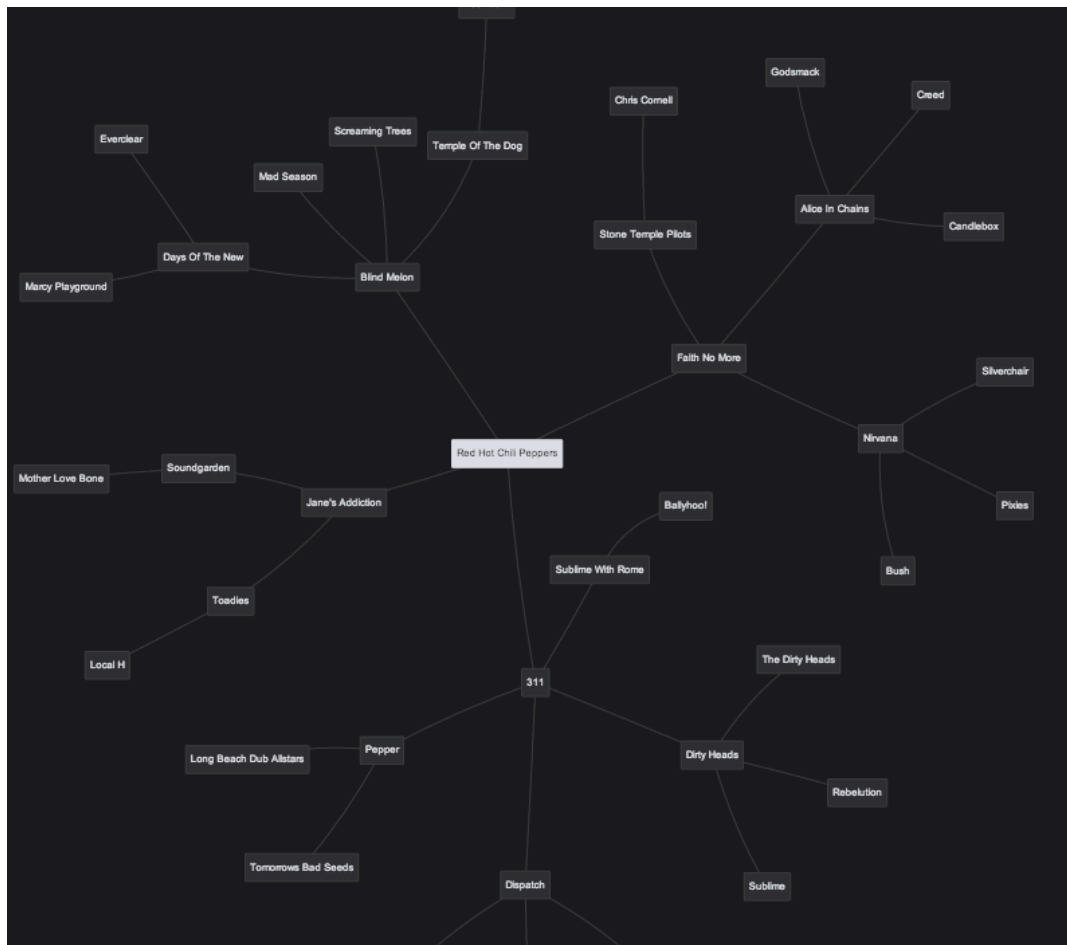 Godsmack
Creed
Chris Cornell
Screaming Trees
Everclear
Temple Of The Dog
Mad Season
Alice In Chains
Candlebox
Stone Temple Pilots
Days Of The New
Blind Melon
Marcy Playground
Faith No More
Silverchair
Nirvana
Red Hot Chili Peppers
Soundgarden
Mother Love Bone
Jane's Addiction
Ballyhoo!
Pixies
Sublime With Rome
Bush
Toadies
Local H
The Dirty Heads
311
Pepper
Long Beach Dub Allstars
Dirty Heads
Rebelution
Tomorrows Bad Seeds
Dispatch
Sublime